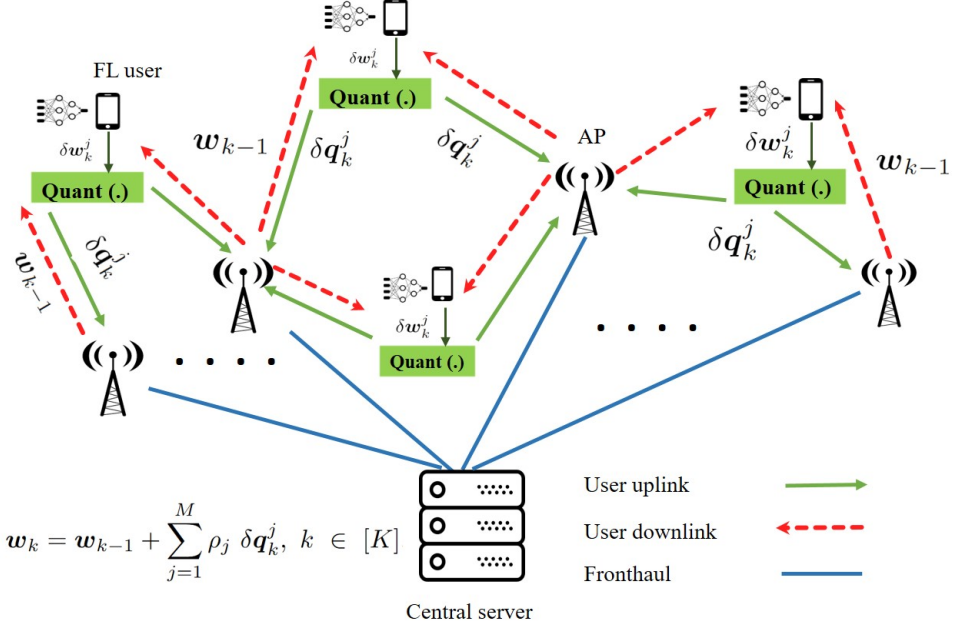 δw_k^j
FL user
Quant (.)
AP
w_{k-1}
δq_k^j
δq_k^j
δw_k^j
δw_k^j
w_{k-1}
Quant (.)
Quant (.)
δq_k^j
δq_k^j
w_{k-1}
δw_k^j
Quant (.)
. . . .
. . . .
User uplink
w_k = w_{k-1} + \sum_{j=1}^{M} ρ_j δq_k^j, k ∈ [K]
User downlink
Fronthaul
Central server